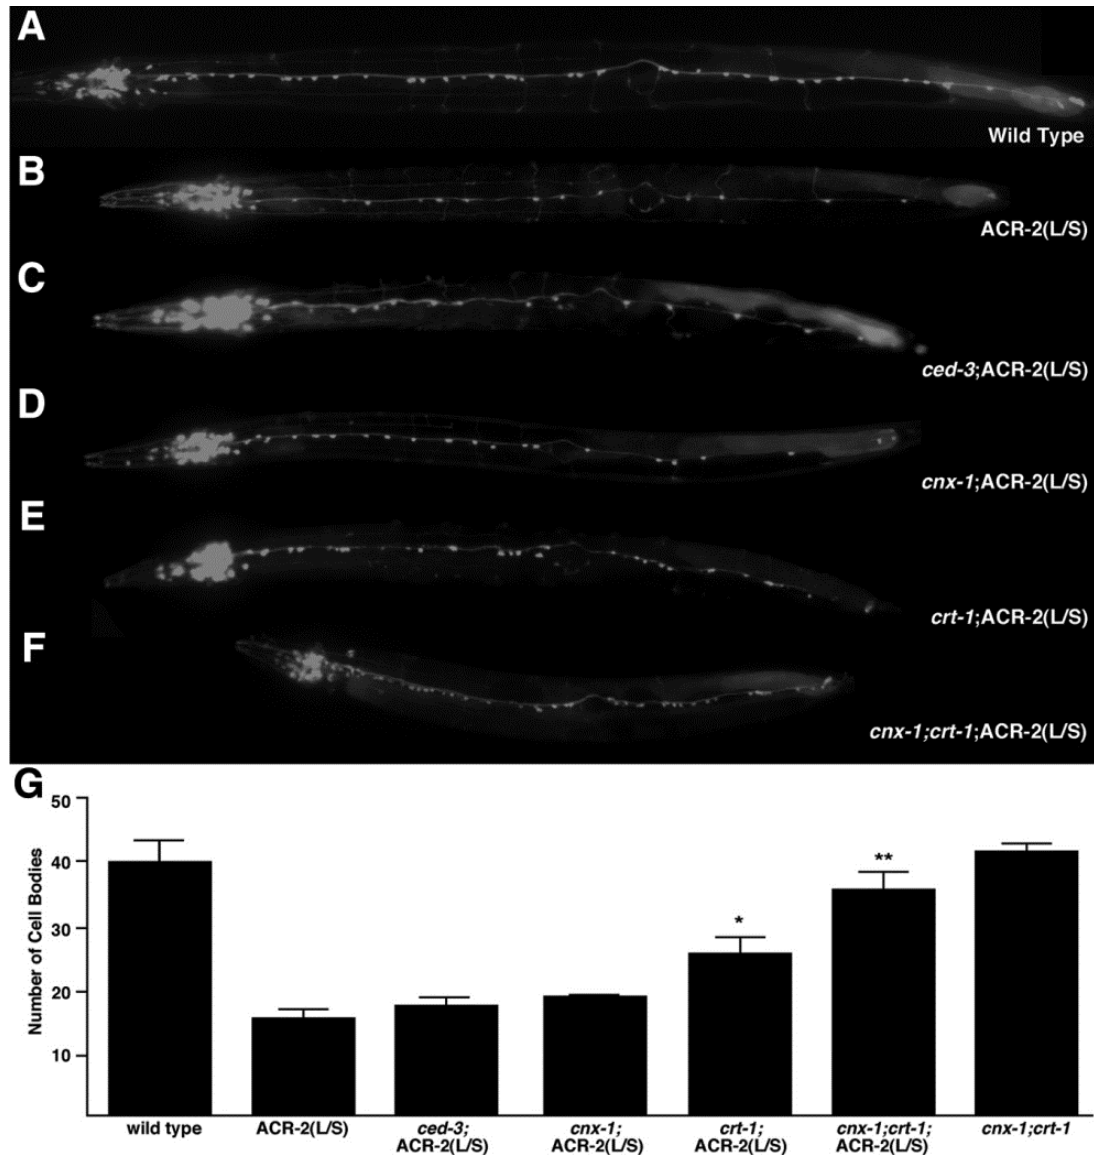 A
Wild Type
B
ACR-2(L/S)
C
ced-3;ACR-2(L/S)
D
cnx-1;ACR-2(L/S)
E
crt-1;ACR-2(L/S)
F
cnx-1;crt-1;ACR-2(L/S)
G
Number of Cell Bodies
50
40
30
20
10
*
**
wild type
ACR-2(L/S)
ced-3;
ACR-2(L/S)
cnx-1;
ACR-2(L/S)
crt-1;
ACR-2(L/S)
cnx-1;crt-1;
ACR-2(L/S)
cnx-1;crt-1